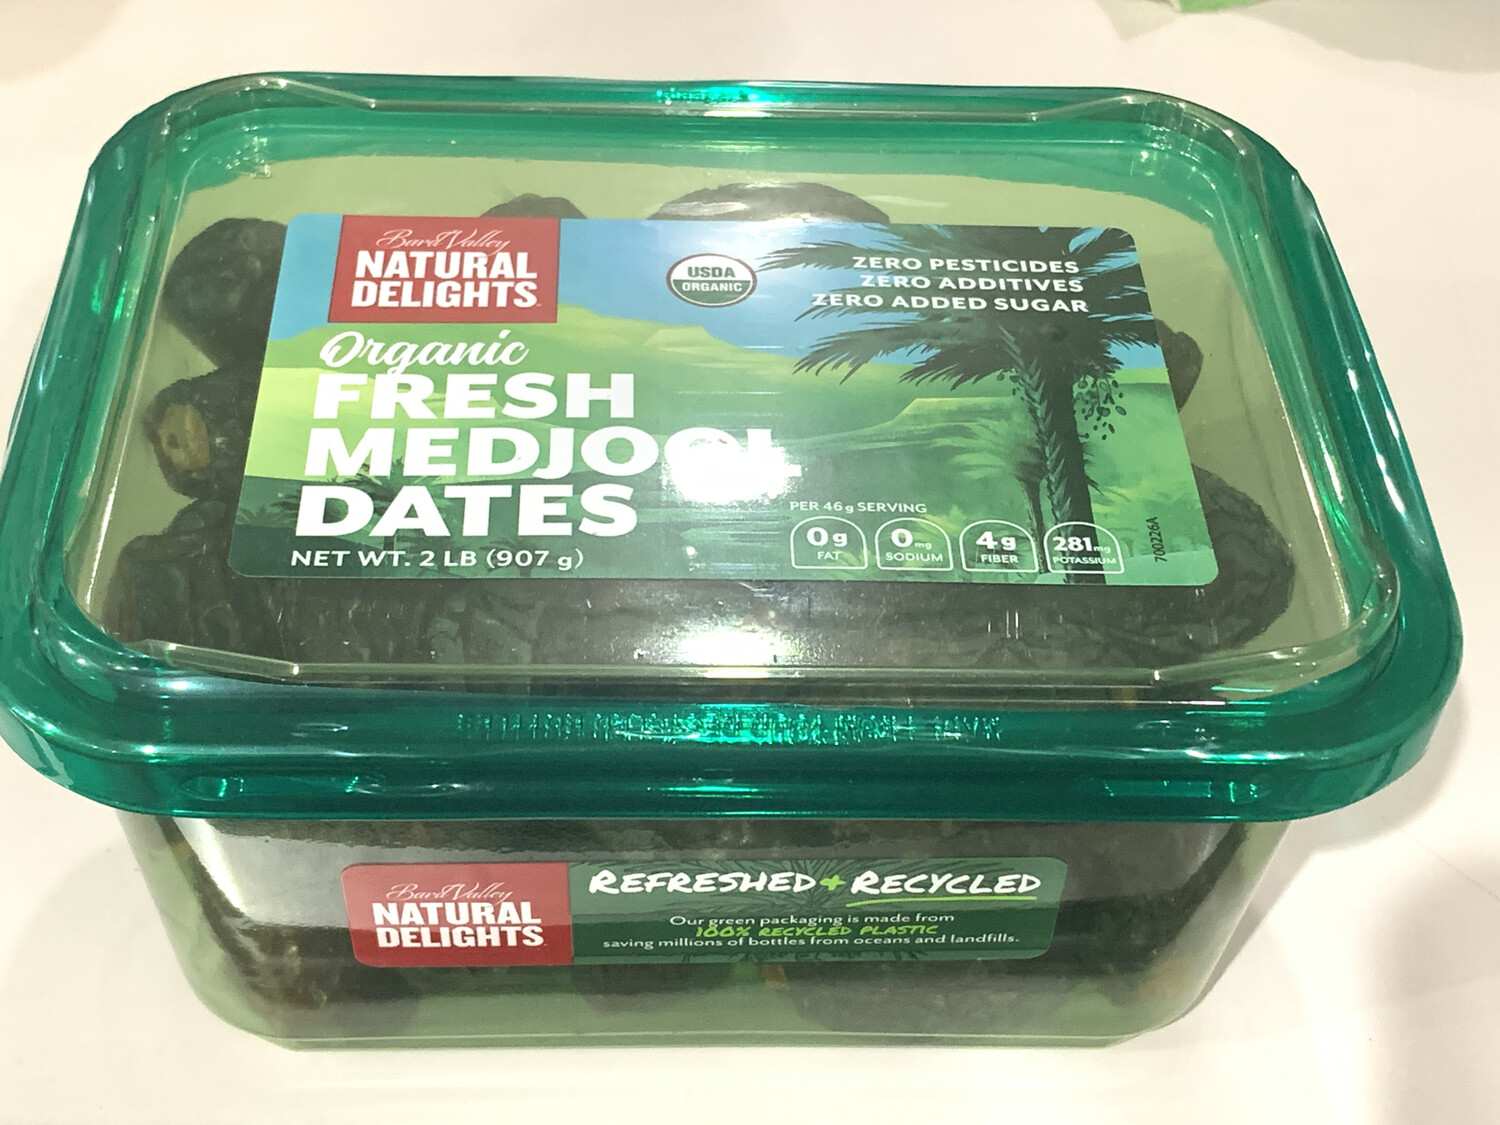 Bard Valley
NATURAL
DELIGHTS
USDA
ORGANIC
ZERO PESTICIDES
ZERO ADDITIVES
ZERO ADDED SUGAR
Organic
FRESH
MEDJOOL
DATES
NET WT. 2 LB (907 g)
PER 46g SERVING
0g
FAT
0mg
SODIUM
4g
FIBER
281mg
POTASSIUM
700226A
Bard Valley
NATURAL
DELIGHTS
REFRESHED + RECYCLED
Our green packaging is made from
100% RECYCLED PLASTIC
saving millions of bottles from oceans and landfills.